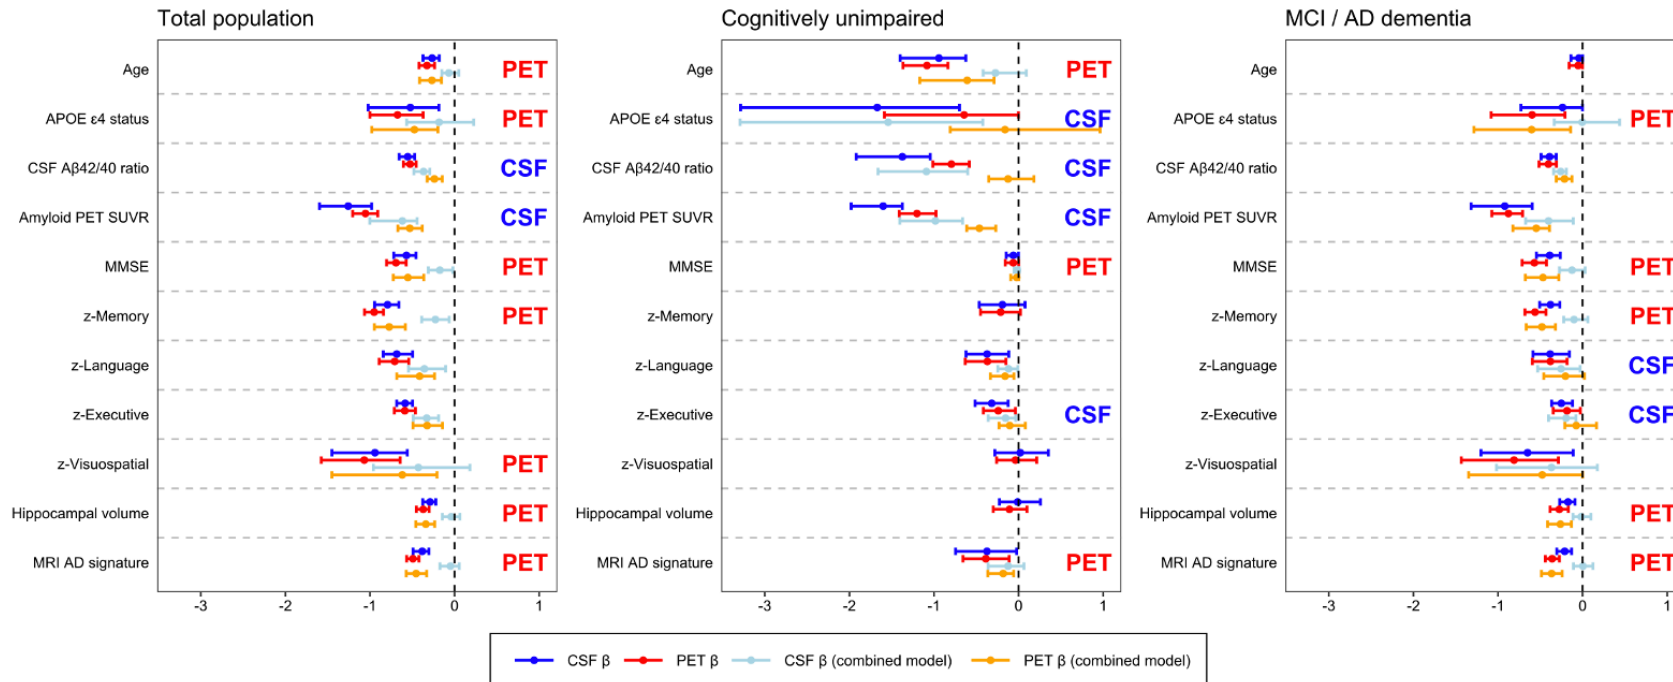 Total population
Age PET
APOE ε4 status PET
CSF Aβ42/40 ratio CSF
Amyloid PET SUVR CSF
MMSE PET
z-Memory PET
z-Language
z-Executive
z-Visuospatial PET
Hippocampal volume PET
MRI AD signature PET
-3 -2 -1 0 1
Cognitively unimpaired
Age PET
APOE ε4 status CSF
CSF Aβ42/40 ratio CSF
Amyloid PET SUVR CSF
MMSE PET
z-Memory
z-Language
z-Executive CSF
z-Visuospatial
Hippocampal volume
MRI AD signature PET
-3 -2 -1 0 1
MCI / AD dementia
Age
APOE ε4 status PET
CSF Aβ42/40 ratio
Amyloid PET SUVR
MMSE PET
z-Memory PET
z-Language CSF
z-Executive CSF
z-Visuospatial
Hippocampal volume PET
MRI AD signature PET
-3 -2 -1 0 1
CSF β PET β CSF β (combined model) PET β (combined model)